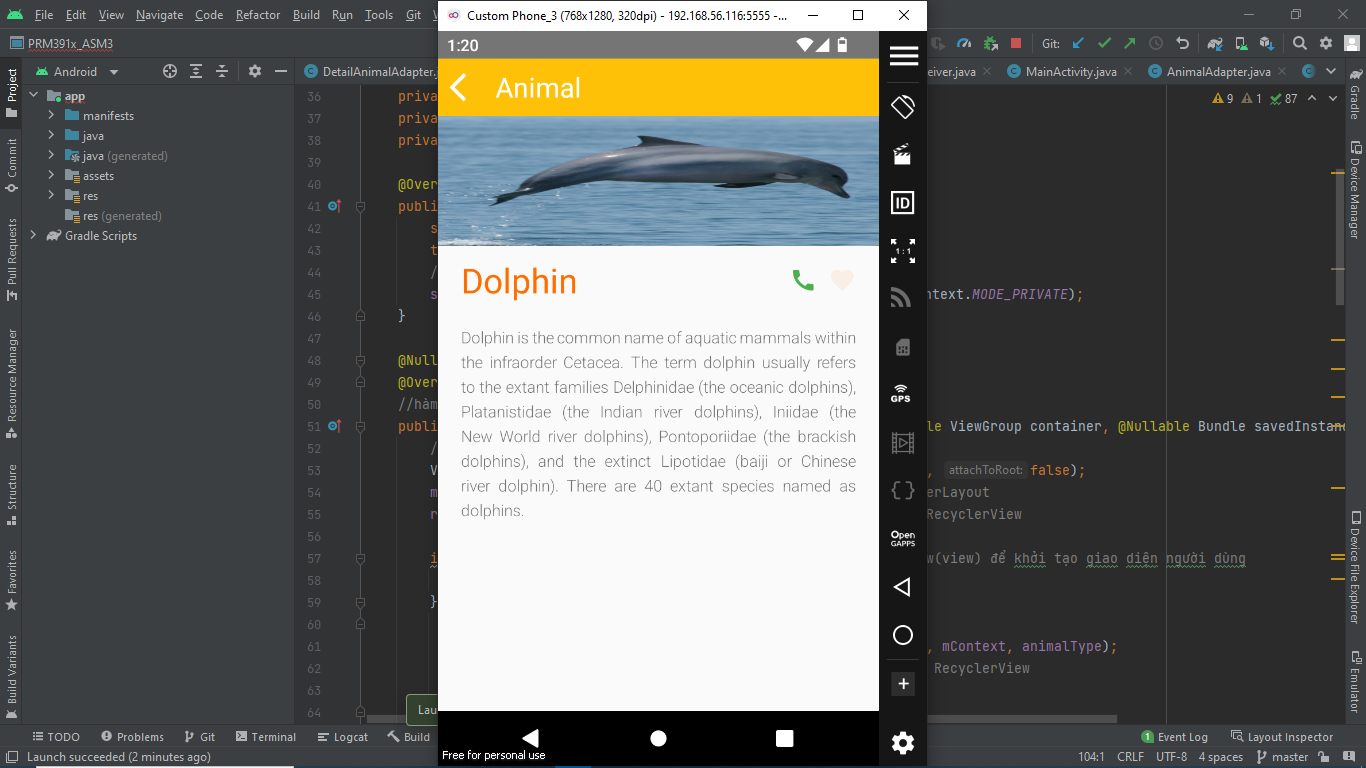 File Edit View Navigate Code Refactor Build Run Tools Git
Custom Phone_3 (768x1280, 320dpi) - 192.168.56.116:5555 -...
PRM391x_ASM3
Git:
Android
DetailAnimalAdapter.
eiver.java
MainActivity.java
AnimalAdapter.java
Project
Commit
Pull Requests
Resource Manager
Structure
Favorites
Build Variants
app
manifests
java
java (generated)
assets
res
res (generated)
Gradle Scripts
9 1 87
36 priva
37 priva
38 priva
39
40 @Over
41 publi
42 s
43 t
44 /
45 s ntext.MODE_PRIVATE);
46 }
47
48 @Null
49 @Over
50 //hàm
51 publi le ViewGroup container, @Nullable Bundle savedInstanc
52 /
53 V , attachToRoot: false);
54 m erLayout
55 r RecyclerView
56
57 i w(view) để khởi tạo giao diện người dùng
58
59 }
60
61 , mContext, animalType);
62 RecyclerView
63
64
Lau
1:20
Animal
Dolphin
Dolphin is the common name of aquatic mammals within
the infraorder Cetacea. The term dolphin usually refers
to the extant families Delphinidae (the oceanic dolphins),
Platanistidae (the Indian river dolphins), Iniidae (the
New World river dolphins), Pontoporiidae (the brackish
dolphins), and the extinct Lipotidae (baiji or Chinese
river dolphin). There are 40 extant species named as
dolphins.
Free for personal use
ID
1:1
GPS
Open
GAPPS
Gradle
Device Manager
Device File Explorer
Emulator
TODO Problems Git Terminal Logcat Build
Event Log Layout Inspector
Launch succeeded (2 minutes ago)
104:1 CRLF UTF-8 4 spaces master